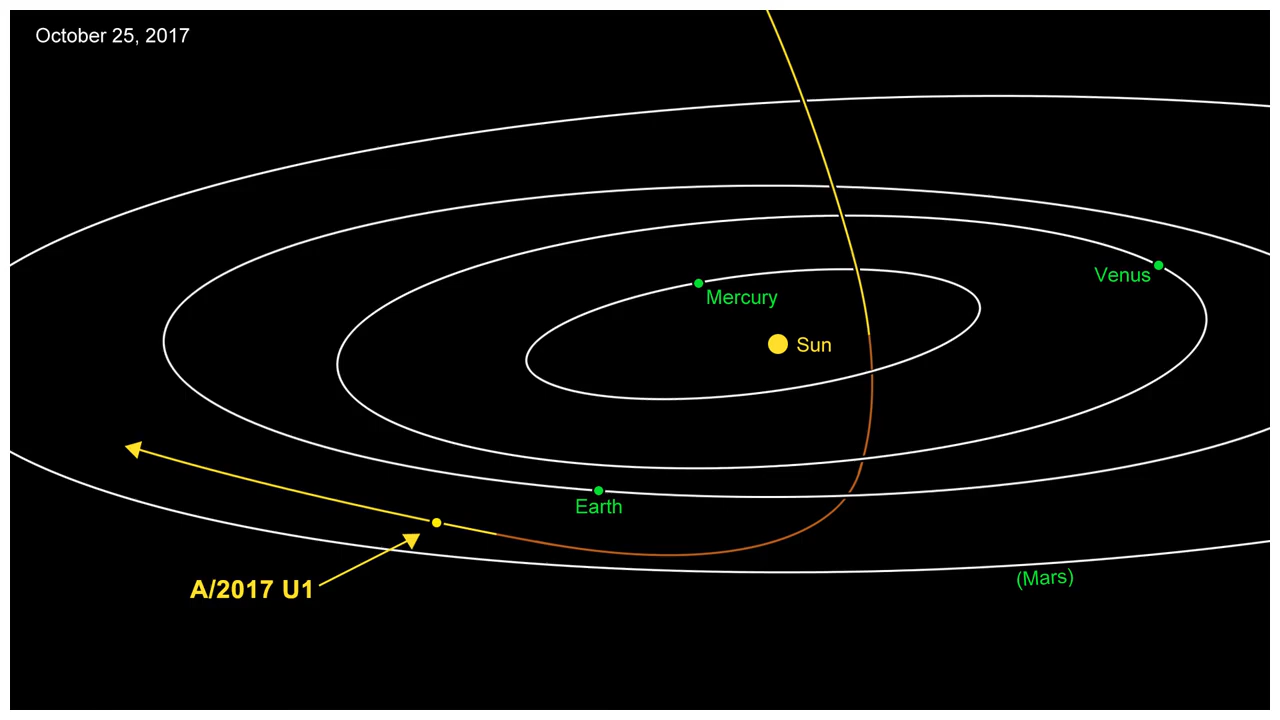 October 25, 2017
Venus
Mercury
Sun
Earth
(Mars)
A/2017 U1